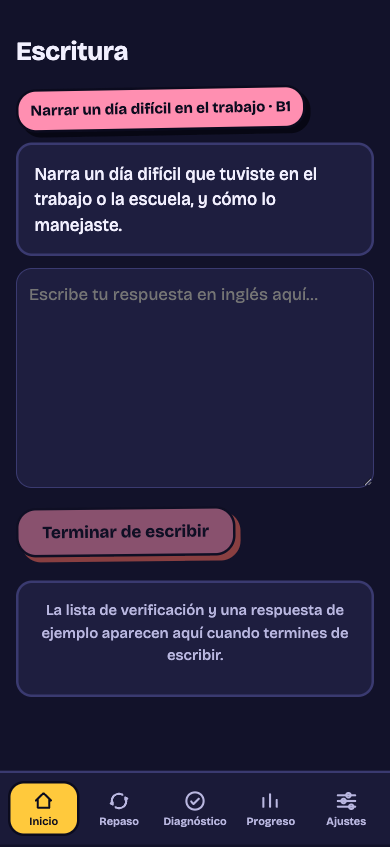 Escritura
Narrar un día difícil en el trabajo · B1
Narra un día difícil que tuviste en el
trabajo o la escuela, y cómo lo
manejaste.
Escribe tu respuesta en inglés aquí...
Terminar de escribir
La lista de verificación y una respuesta de
ejemplo aparecen aquí cuando termines de
escribir.
Inicio
Repaso
Diagnóstico
Progreso
Ajustes